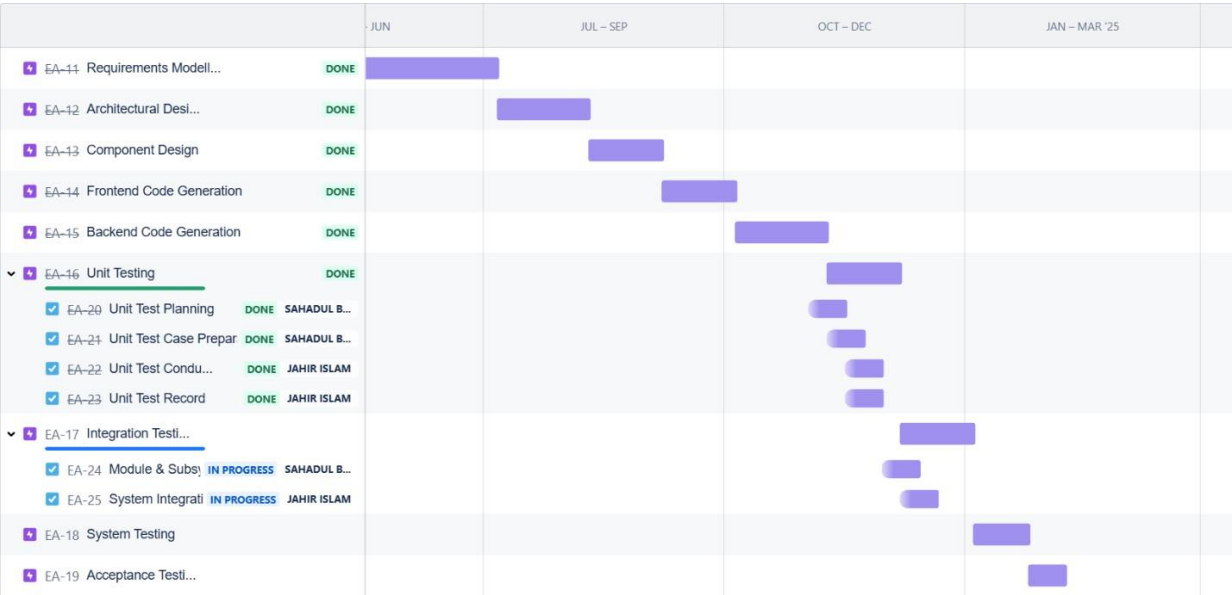 - JUN JUL – SEP OCT – DEC JAN – MAR '25
EA-11 Requirements Modell... DONE
EA-12 Architectural Desi... DONE
EA-13 Component Design DONE
EA-14 Frontend Code Generation DONE
EA-15 Backend Code Generation DONE
EA-16 Unit Testing DONE
EA-20 Unit Test Planning DONE SAHADUL B...
EA-21 Unit Test Case Prepar DONE SAHADUL B...
EA-22 Unit Test Condu... DONE JAHIR ISLAM
EA-23 Unit Test Record DONE JAHIR ISLAM
EA-17 Integration Testi...
EA-24 Module & Subsy IN PROGRESS SAHADUL B...
EA-25 System Integrati IN PROGRESS JAHIR ISLAM
EA-18 System Testing
EA-19 Acceptance Testi...